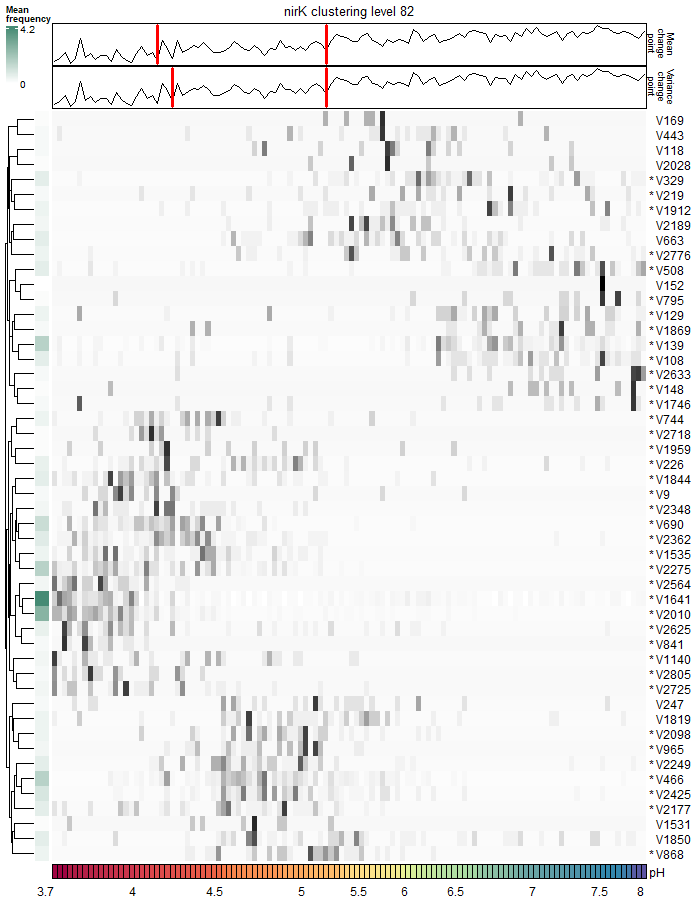 nirK clustering level 82
Mean
frequency
4.2
0
Mean
change
point
Variance
change
point
V169
V443
V118
V2028
* V329
* V219
* V1912
V2189
V663
* V2776
* V508
V152
* V795
* V129
* V1869
* V139
* V108
V2633
* V148
* V1746
* V744
* V2718
* V1959
* V226
* V1844
* V9
* V2348
* V690
* V2362
* V1535
* V2275
* V2564
* V1641
* V2010
* V2625
* V841
* V1140
* V2805
* V2725
V247
V1819
* V2098
* V965
* V2249
* V466
* V2425
* V2177
V1531
V1850
* V868
pH
3.7 4 4.5 5 5.5 6 6.5 7 7.5 8